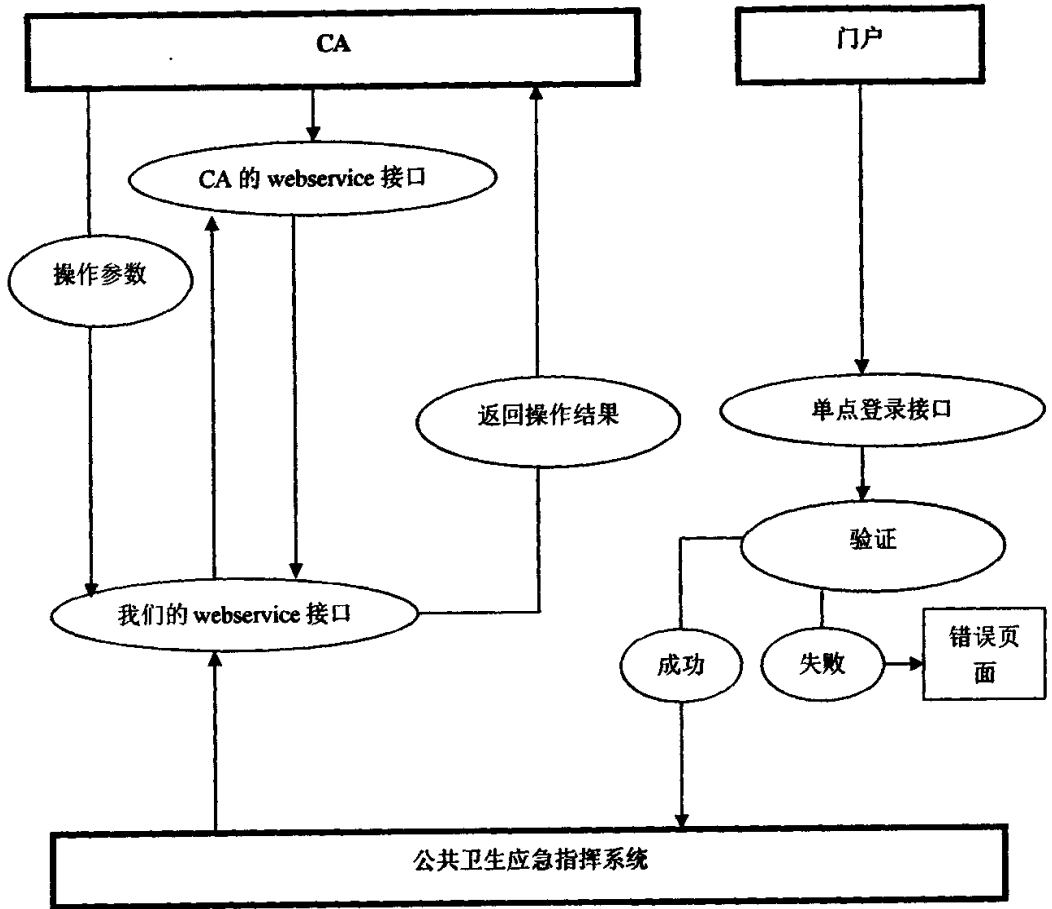 CA
门户
CA 的 webservice 接口
操作参数
返回操作结果
单点登录接口
验证
我们的 webservice 接口
成功
失败
错误页
面
公共卫生应急指挥系统